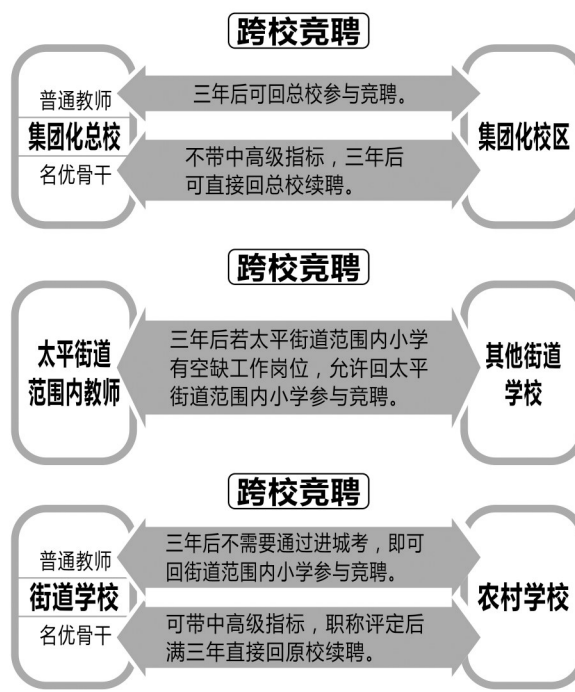 跨校竞聘
普通教师
集团化总校
名优骨干
三年后可回总校参与竞聘。
不带中高级指标，三年后
可直接回总校续聘。
集团化校区
跨校竞聘
太平街道
范围内教师
三年后若太平街道范围内小学
有空缺工作岗位，允许回太平
街道范围内小学参与竞聘。
其他街道
学校
跨校竞聘
普通教师
街道学校
名优骨干
三年后不需要通过进城考，即可
回街道范围内小学参与竞聘。
可带中高级指标，职称评定后
满三年直接回原校续聘。
农村学校